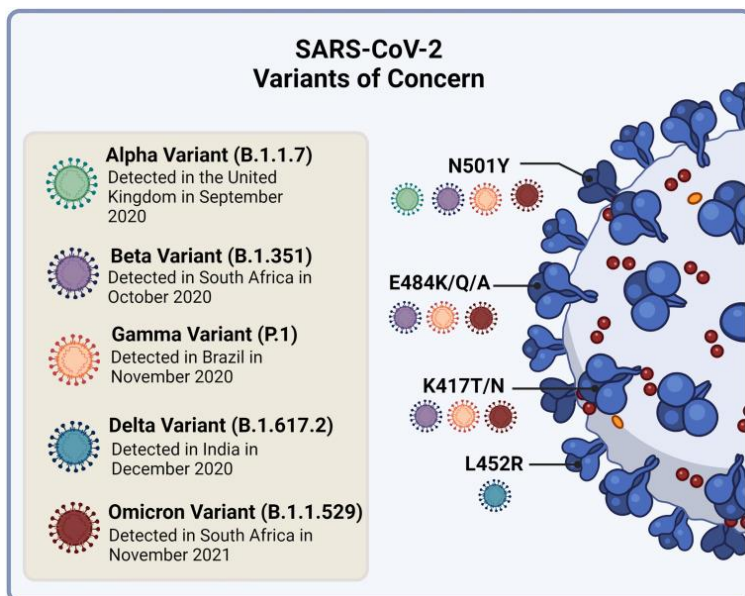 SARS-CoV-2
Variants of Concern
Alpha Variant (B.1.1.7)
Detected in the United
Kingdom in September
2020
Beta Variant (B.1.351)
Detected in South Africa in
October 2020
Gamma Variant (P.1)
Detected in Brazil in
November 2020
Delta Variant (B.1.617.2)
Detected in India in
December 2020
Omicron Variant (B.1.1.529)
Detected in South Africa in
November 2021
N501Y
E484K/Q/A
K417T/N
L452R